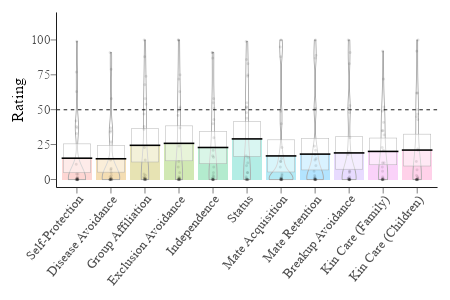 100
75
50
25
0
Rating
Self-Protection
Disease Avoidance
Group Affiliation
Exclusion Avoidance
Independence
Status
Mate Acquisition
Mate Retention
Breakup Avoidance
Kin Care (Family)
Kin Care (Children)